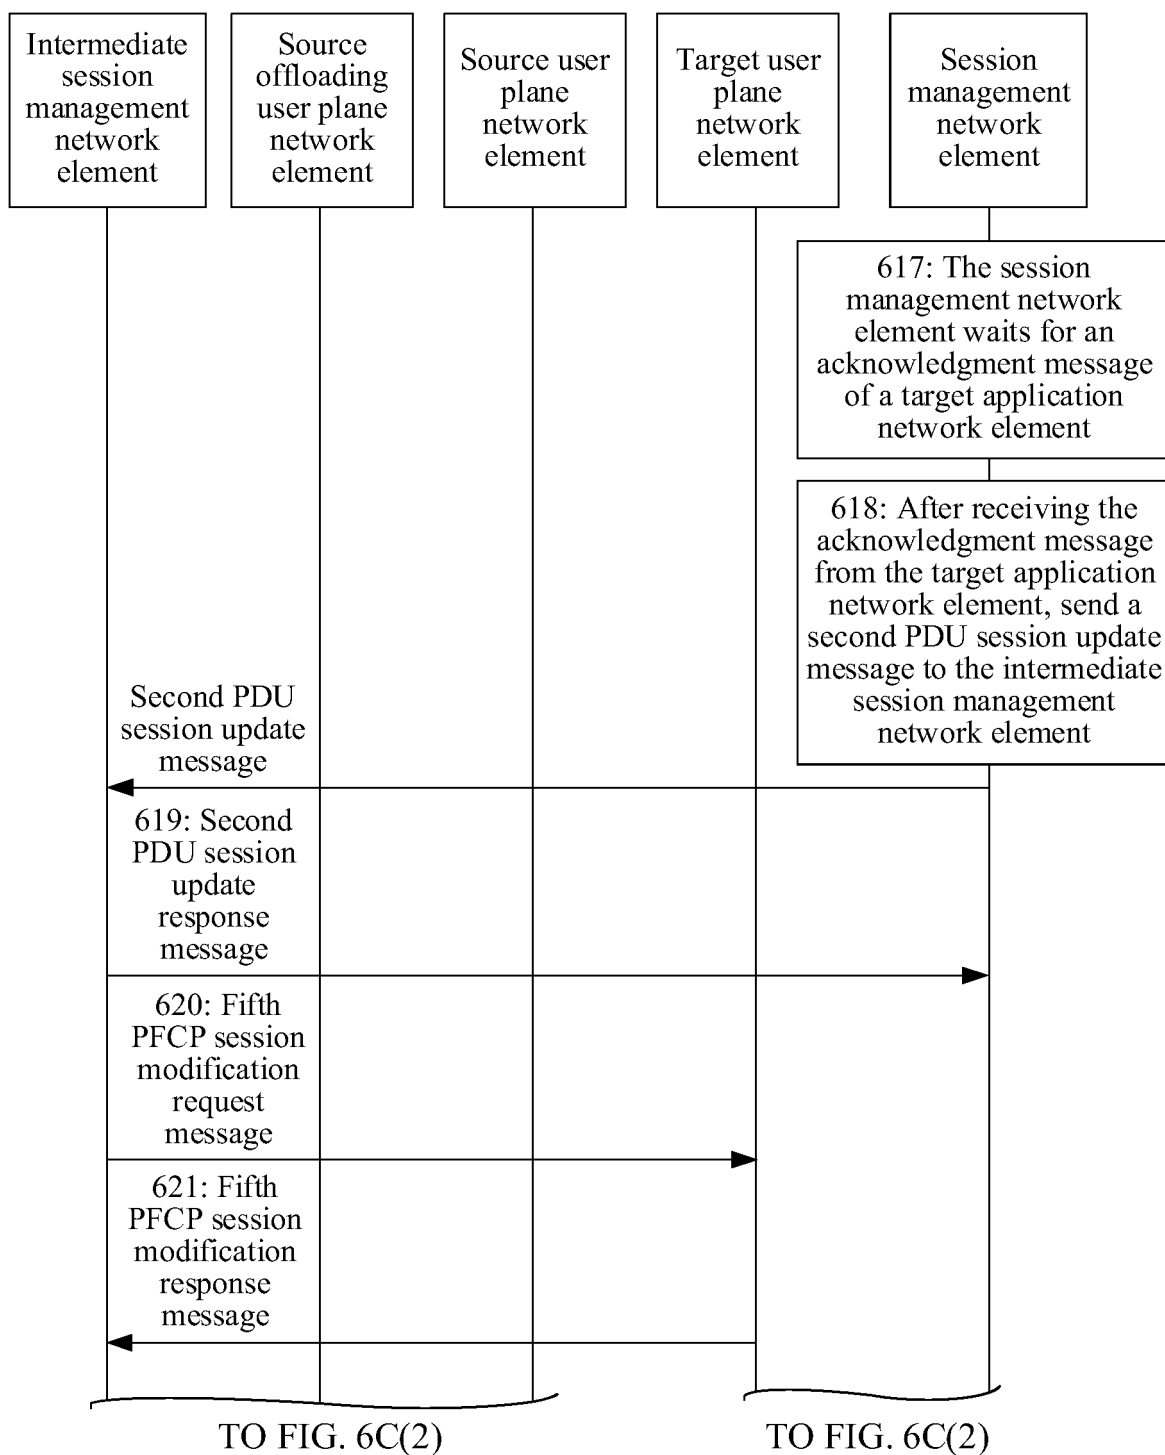 Intermediate
session
management
network
element
Source
offloading
user plane
network
element
Source user
plane
network
element
Target user
plane
network
element
Session
management
network
element
617: The session
management network
element waits for an
acknowledgment message
of a target application
network element
618: After receiving the
acknowledgment message
from the target application
network element, send a
second PDU session update
message to the intermediate
session management
network element
Second PDU
session update
message
619: Second
PDU session
update
response
message
620: Fifth
PFCP session
modification
request
message
621: Fifth
PFCP session
modification
response
message
TO FIG. 6C(2)
TO FIG. 6C(2)